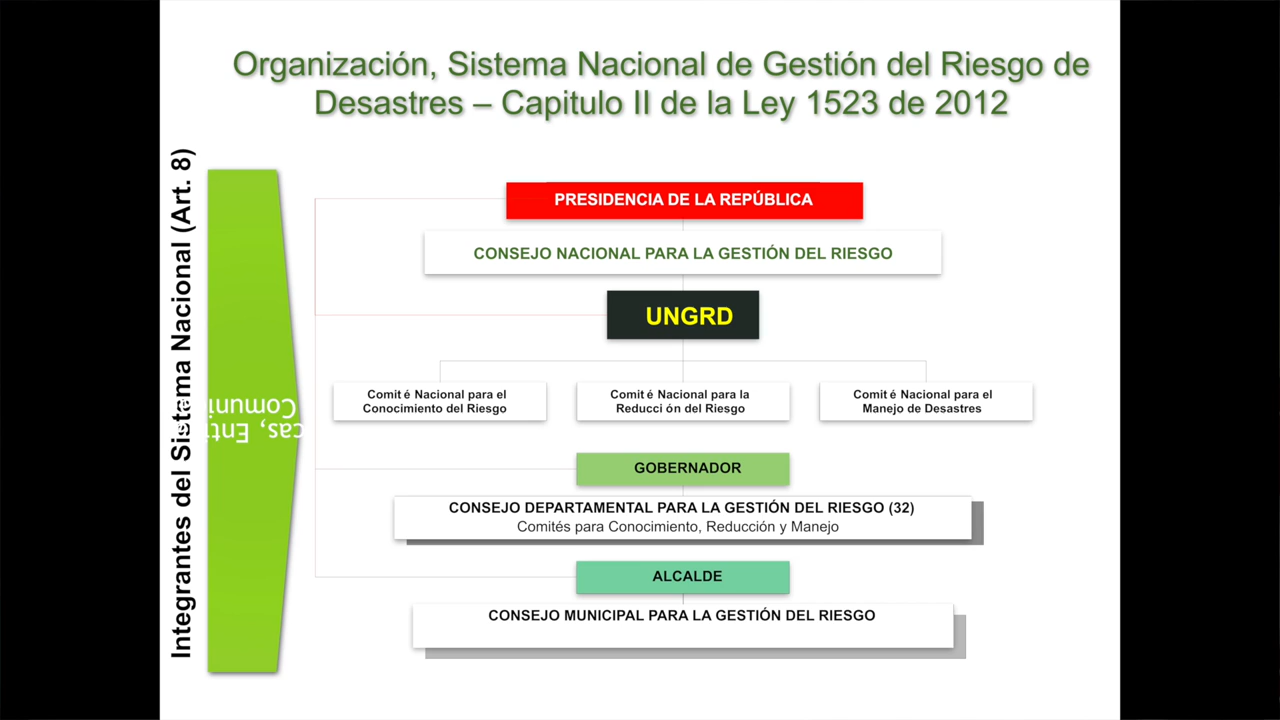 Organización, Sistema Nacional de Gestión del Riesgo de
Desastres – Capitulo II de la Ley 1523 de 2012
Integrantes del Sistema Nacional (Art. 8)
PRESIDENCIA DE LA REPÚBLICA
CONSEJO NACIONAL PARA LA GESTIÓN DEL RIESGO
UNGRD
Comit é Nacional para el
Conocimiento del Riesgo
Comit é Nacional para la
Reducci ón del Riesgo
Comit é Nacional para el
Manejo de Desastres
GOBERNADOR
CONSEJO DEPARTAMENTAL PARA LA GESTIÓN DEL RIESGO (32)
Comités para Conocimiento, Reducción y Manejo
ALCALDE
CONSEJO MUNICIPAL PARA LA GESTIÓN DEL RIESGO